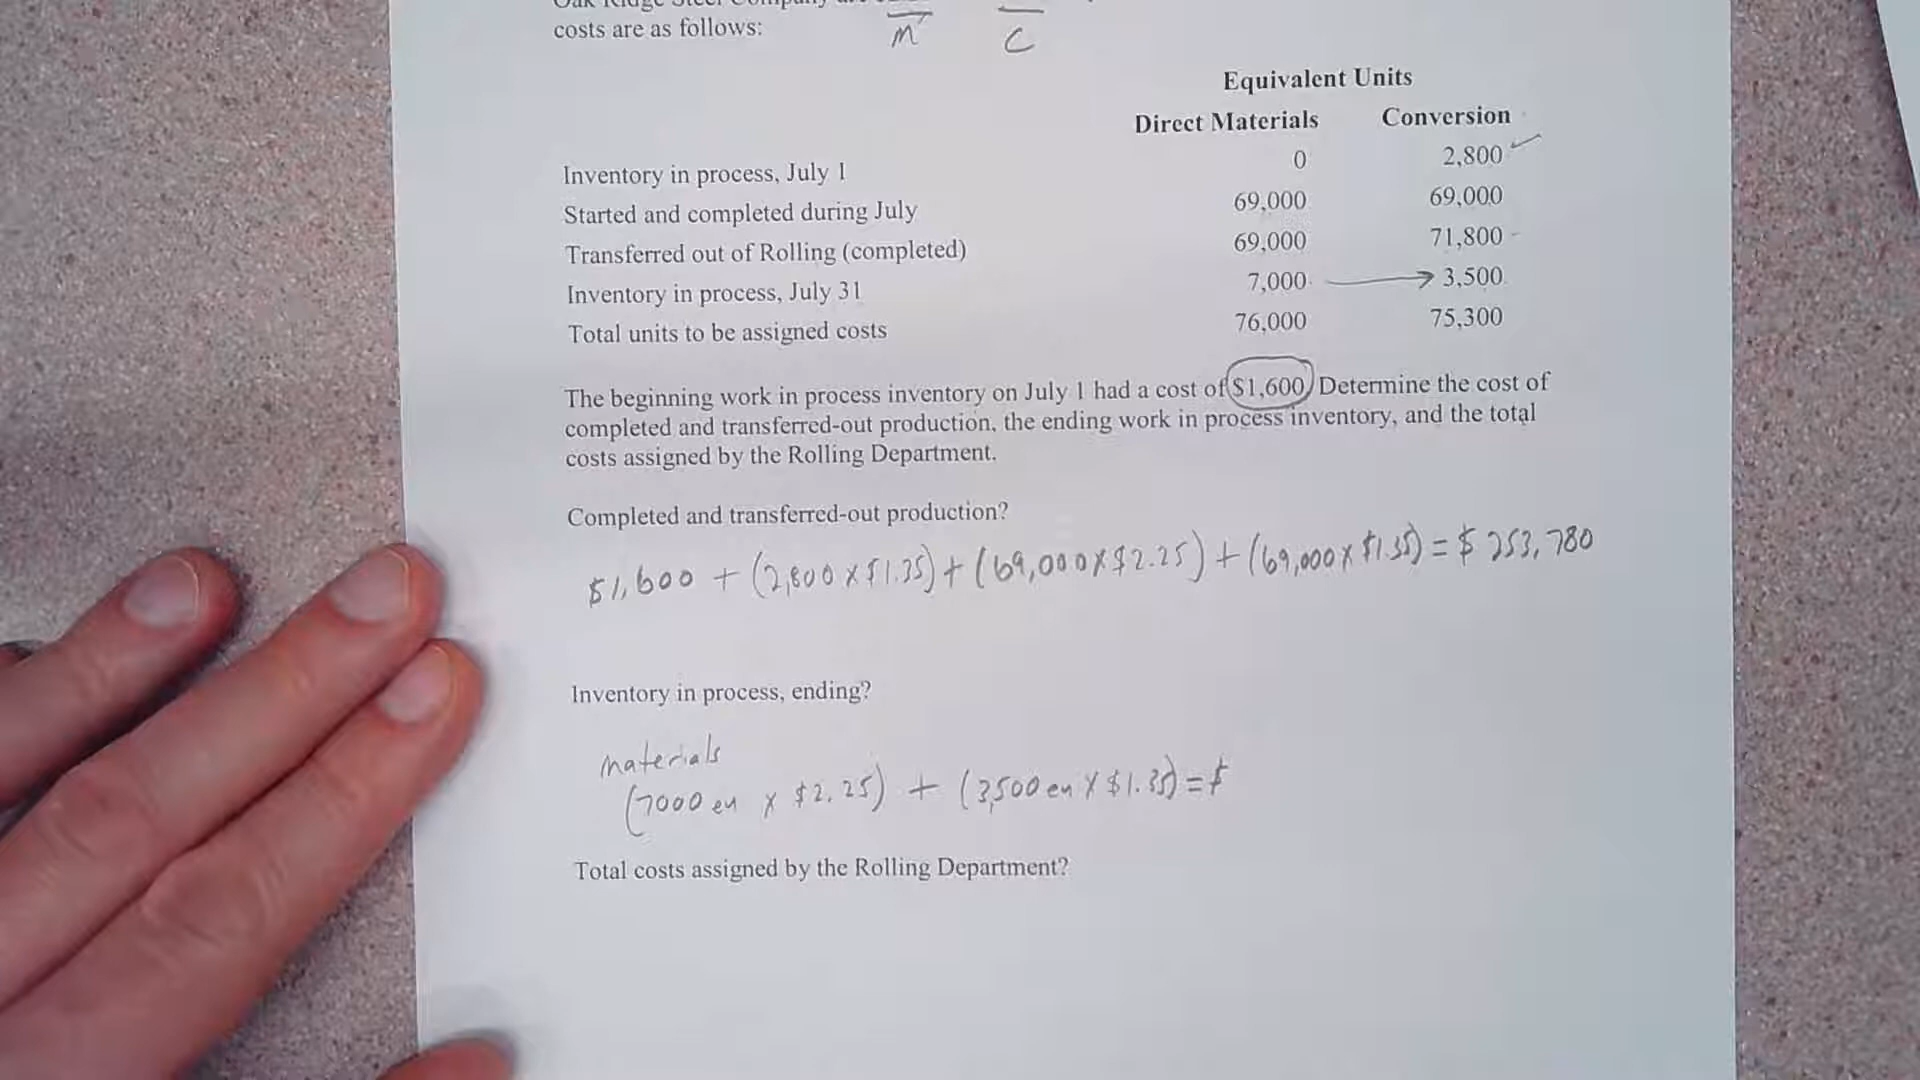 Oak Ridge Steel Company
costs are as follows:
M C
Equivalent Units
Direct Materials Conversion
Inventory in process, July 1 0 2,800
Started and completed during July 69,000 69,000
Transferred out of Rolling (completed) 69,000 71,800
Inventory in process, July 31 7,000 → 3,500
Total units to be assigned costs 76,000 75,300
The beginning work in process inventory on July 1 had a cost of $1,600. Determine the cost of
completed and transferred-out production, the ending work in process inventory, and the total
costs assigned by the Rolling Department.
Completed and transferred-out production?
$1,600 + (2,800 x $1.35) + (69,000 x $2.25) + (69,000 x $1.35) = $ 253,780
Inventory in process, ending?
materials
(7000 eu x $2.25) + (3,500 eu x $1.35) = $
Total costs assigned by the Rolling Department?